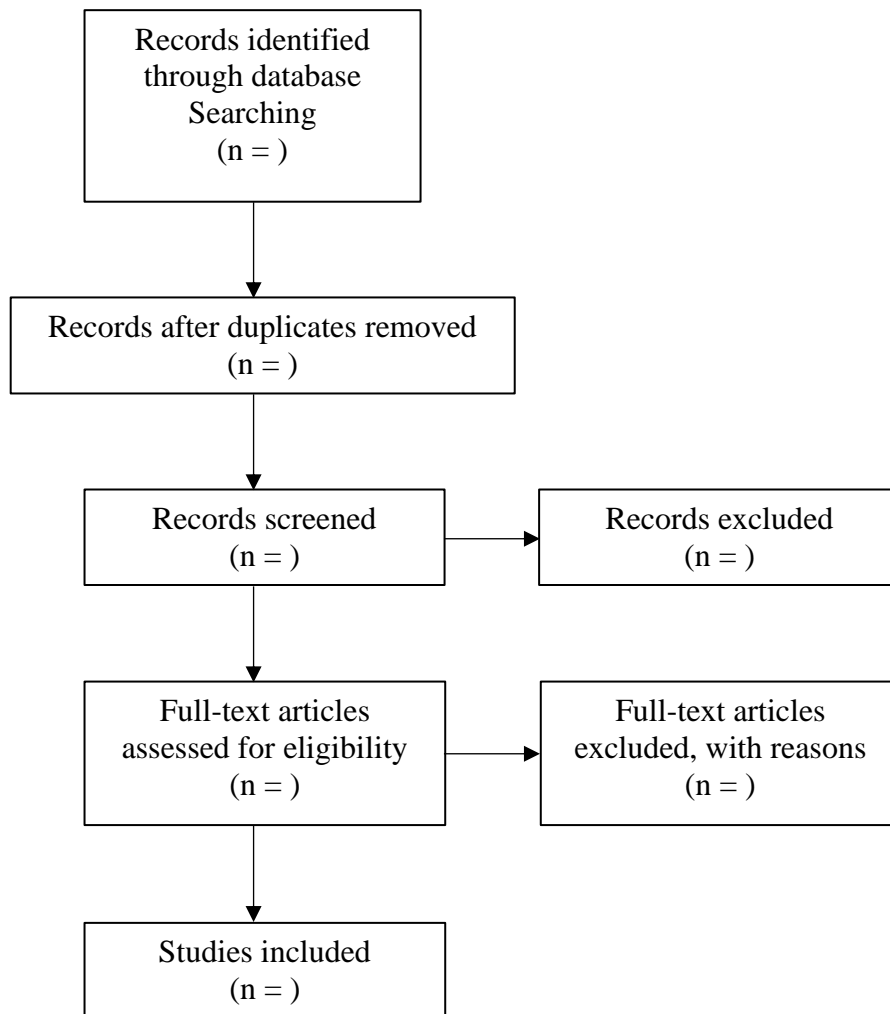 Records identified
through database
Searching
(n = )
Records after duplicates removed
(n = )
Records screened
(n = )
Records excluded
(n = )
Full-text articles
assessed for eligibility
(n = )
Full-text articles
excluded, with reasons
(n = )
Studies included
(n = )